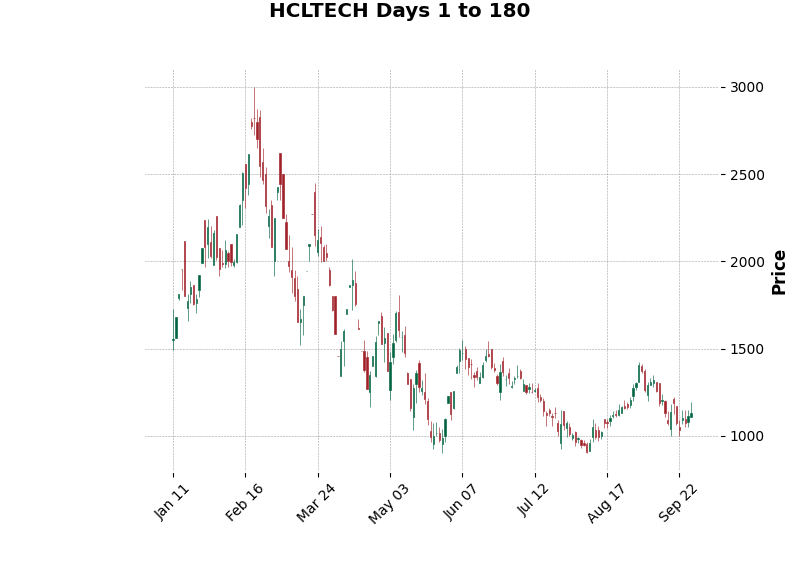 HCLTECH Days 1 to 180
3000
2500
2000
1500
1000
Price
Jan 11
Feb 16
Mar 24
May 03
Jun 07
Jul 12
Aug 17
Sep 22